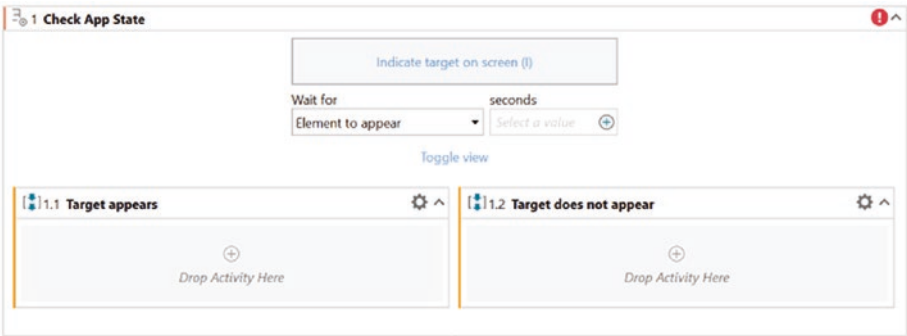 1 Check App State
Indicate target on screen (I)
Wait for seconds
Element to appear Select a value
Toggle view
1.1 Target appears 1.2 Target does not appear
Drop Activity Here Drop Activity Here